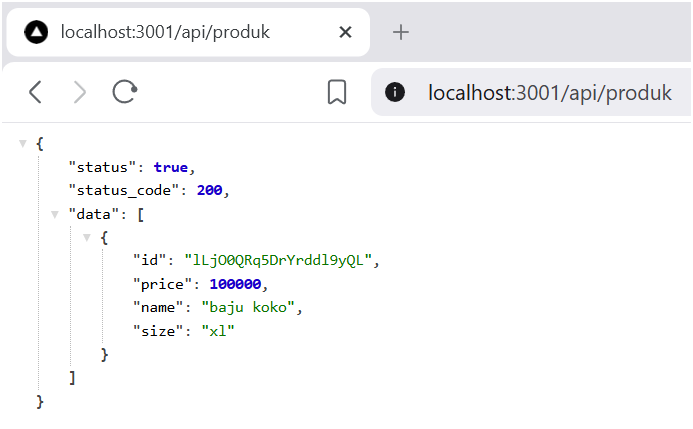 localhost:3001/api/produk
localhost:3001/api/produk
{
"status": true,
"status_code": 200,
"data": [
{
"id": "lLjO0QRq5DrYrddl9yQL",
"price": 100000,
"name": "baju koko",
"size": "xl"
}
]
}